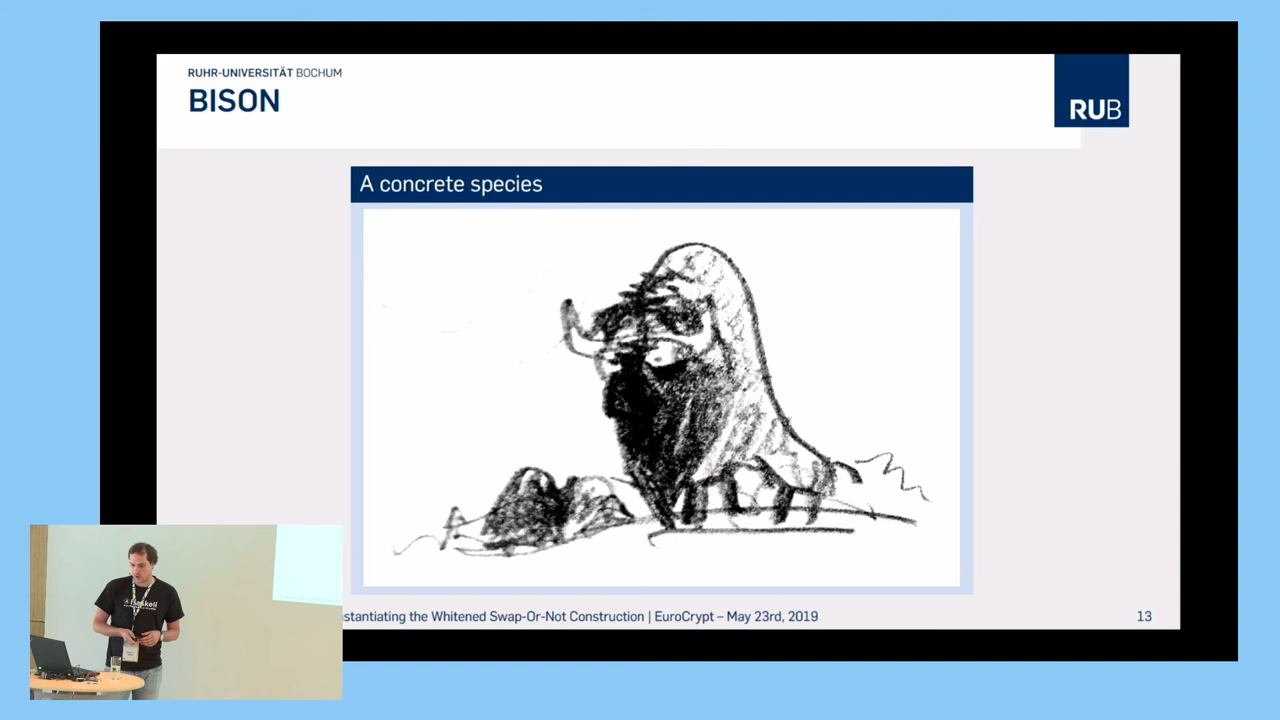 RUHR-UNIVERSITÄT BOCHUM
BISON
RUB
A concrete species
stantiating the Whitened Swap-Or-Not Construction | EuroCrypt – May 23rd, 2019
13
Haskell